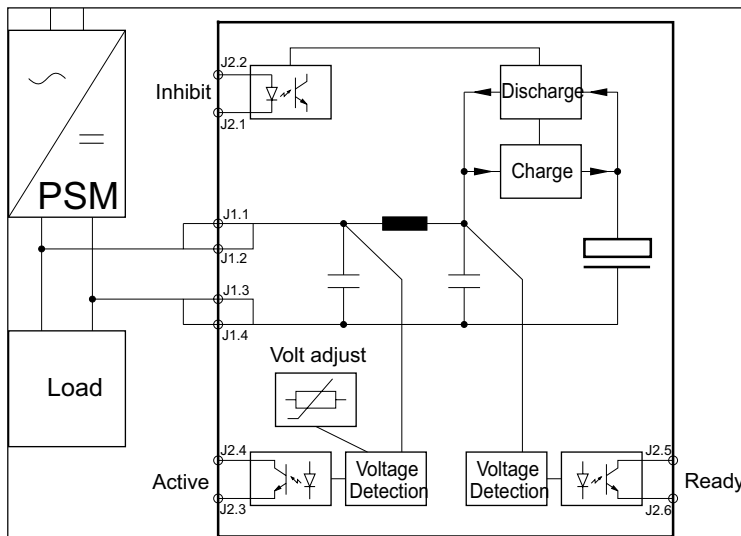 J2.2
Inhibit
J2.1
Discharge
Charge
PSM
J1.1
J1.2
J1.3
J1.4
Load
Volt adjust
J2.4
Active
J2.3
Voltage
Detection
Voltage
Detection
J2.5
Ready
J2.6